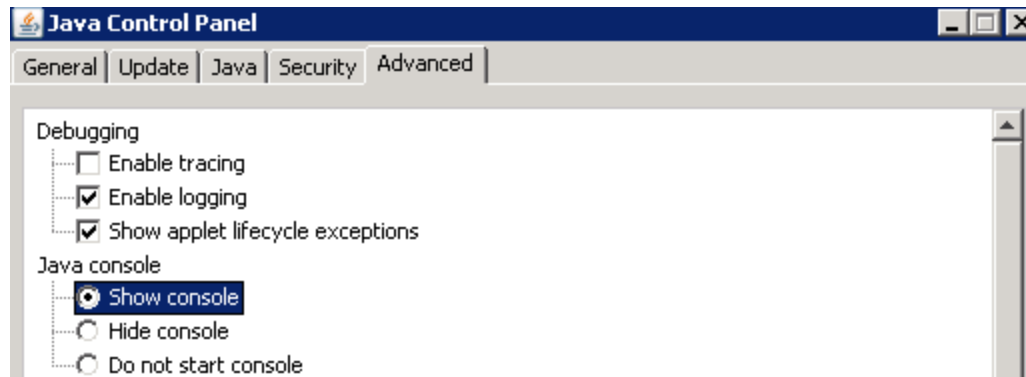 Java Control Panel
General Update Java Security Advanced
Debugging
Enable tracing
Enable logging
Show applet lifecycle exceptions
Java console
Show console
Hide console
Do not start console